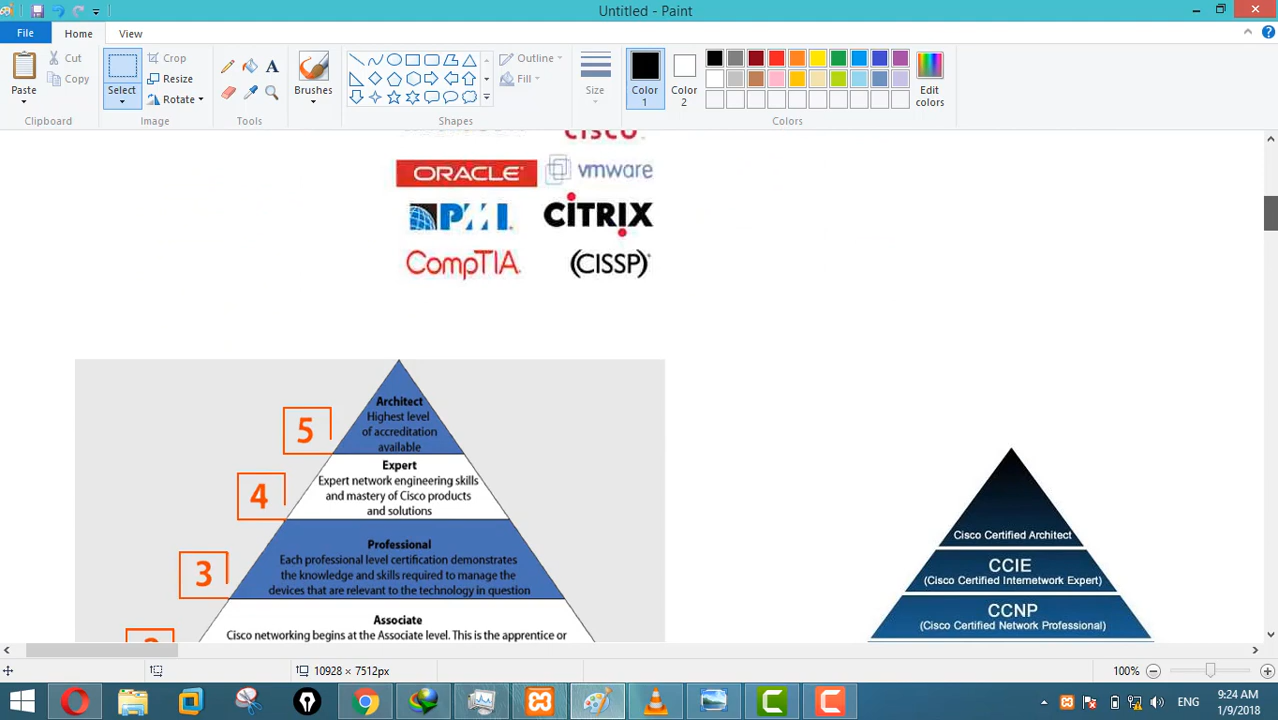 Untitled - Paint
File
Home
View
Paste
Cut
Copy
Clipboard
Select
Crop
Resize
Rotate
Image
A
Tools
Brushes
Outline
Fill
Shapes
Size
Color
1
Color
2
Edit
colors
Colors
CISCO
ORACLE
vmware
PMI
CiTRIX
CompTIA
(CISSP)
5
Architect
Highest level
of accreditation
available
4
Expert
Expert network engineering skills
and mastery of Cisco products
and solutions
3
Professional
Each professional level certification demonstrates
the knowledge and skills required to manage the
devices that are relevant to the technology in question
Associate
Cisco networking begins at the Associate level. This is the apprentice or
Cisco Certified Architect
CCIE
(Cisco Certified Internetwork Expert)
CCNP
(Cisco Certified Network Professional)
10928 × 7512px
100%
ENG
9:24 AM
1/9/2018